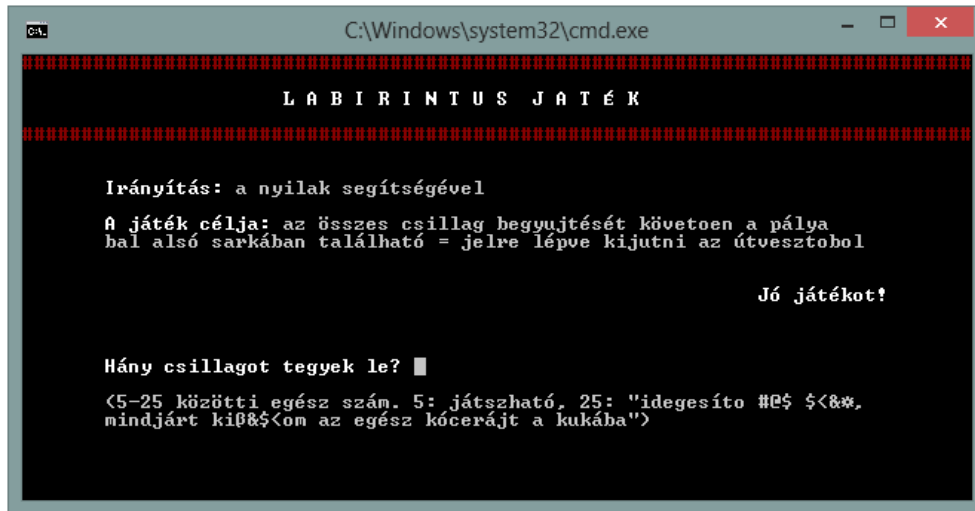 C:\Windows\system32\cmd.exe
L A B I R I N T U S  J A T É K
Irányítás: a nyilak segítségével
A játék célja: az összes csillag begyujtését követoen a pálya
bal alsó sarkában található = jelre lépve kijutni az útvesztobol
Jó játékot!
Hány csillagot tegyek le?
(5-25 közötti egész szám. 5: játszható, 25: "idegesíto #@$ $<&*,
mindjárt kiß&$<om az egész kócerájt a kukába")